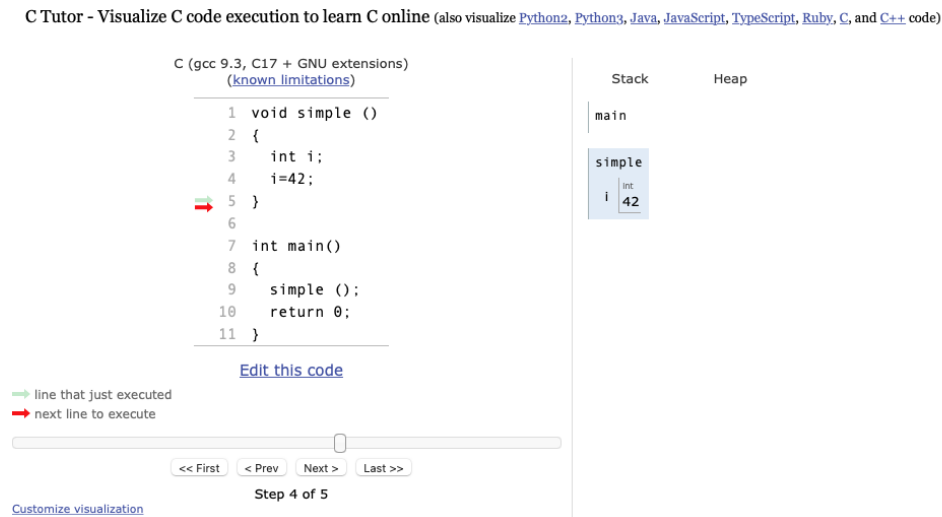 C Tutor - Visualize C code execution to learn C online (also visualize Python2, Python3, Java, JavaScript, TypeScript, Ruby, C, and C++ code)
C (gcc 9.3, C17 + GNU extensions)
(known limitations)
1 void simple ()
2 {
3   int i;
4   i=42;
5 }
6
7 int main()
8 {
9   simple ();
10   return 0;
11 }
Edit this code
line that just executed
next line to execute
<< First < Prev Next > Last >>
Step 4 of 5
Customize visualization
Stack Heap
main
simple
int
i 42